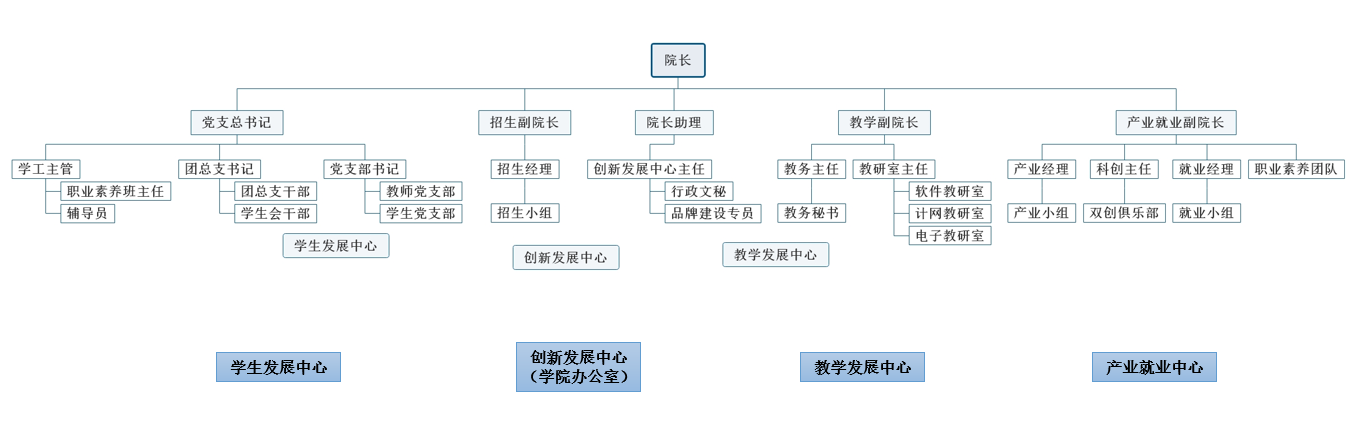 院长
党支总书记
招生副院长
院长助理
教学副院长
产业就业副院长
学工主管
团总支书记
党支部书记
招生经理
创新发展中心主任
教务主任
教研室主任
产业经理
科创主任
就业经理
职业素养团队
职业素养班主任
团总支干部
教师党支部
行政文秘
软件教研室
辅导员
学生会干部
学生党支部
招生小组
品牌建设专员
教务秘书
计网教研室
产业小组
双创俱乐部
就业小组
电子教研室
学生发展中心
创新发展中心
教学发展中心
学生发展中心
创新发展中心
（学院办公室）
教学发展中心
产业就业中心